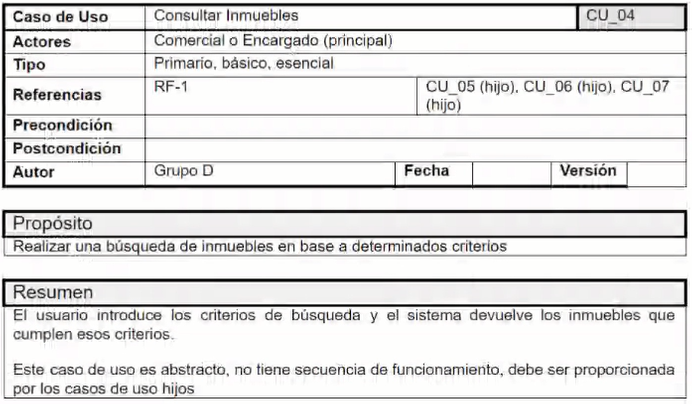 Caso de Uso Consultar Inmuebles CU_04
Actores Comercial o Encargado (principal)
Tipo Primario, básico, esencial
Referencias RF-1 CU_05 (hijo), CU_06 (hijo), CU_07
(hijo)
Precondición
Postcondición
Autor Grupo D Fecha Versión
Propósito
Realizar una búsqueda de inmuebles en base a determinados criterios
Resumen
El usuario introduce los criterios de búsqueda y el sistema devuelve los inmuebles que
cumplen esos criterios.
Este caso de uso es abstracto, no tiene secuencia de funcionamiento, debe ser proporcionada
por los casos de uso hijos